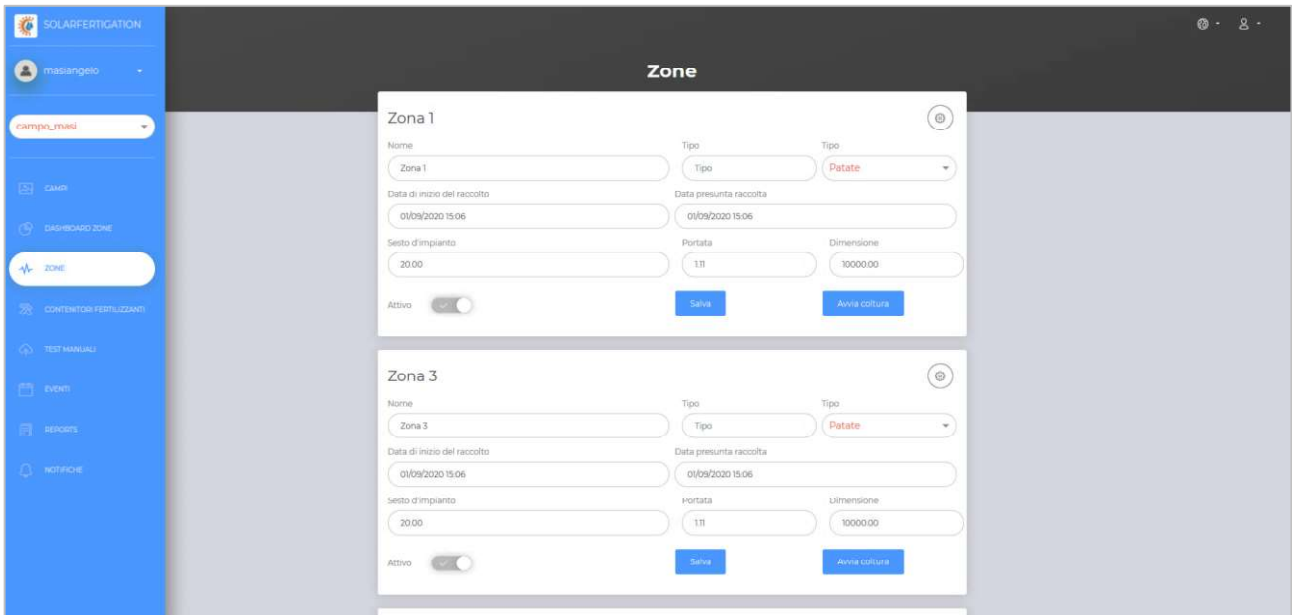 SOLARFERTIGATION
masiangelo
campo_masi
CAMPI
DASHBOARD ZONE
ZONE
CONTENITORI FERTILIZZANTI
TEST MANUALI
EVENTI
REPORTS
NOTIFICHE
Zone
Zona 1
Nome Tipo Tipo
Zona 1 Tipo Patate
Data di inizio del raccolto Data presunta raccolta
01/09/2020 15:06 01/09/2020 15:06
Sesto d'impianto Portata Dimensione
20.00 1.11 10000.00
Attivo Salva Avvia coltura
Zona 3
Nome Tipo Tipo
Zona 3 Tipo Patate
Data di inizio del raccolto Data presunta raccolta
01/09/2020 15:06 01/09/2020 15:06
Sesto d'impianto Portata Dimensione
20.00 1.11 10000.00
Attivo Salva Avvia coltura